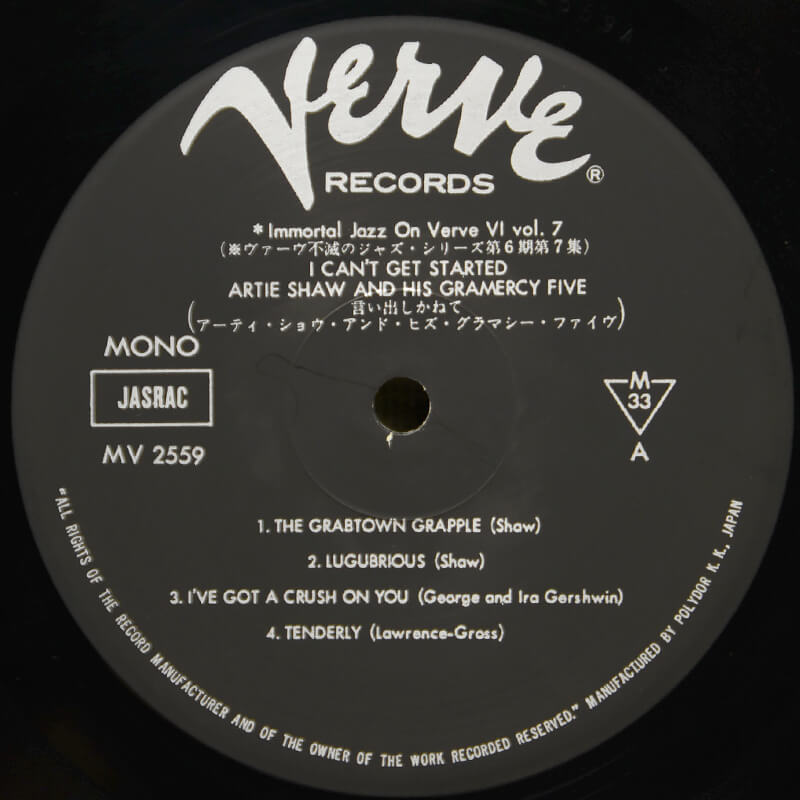 Verve
RECORDS ®
* Immortal Jazz On Verve VI vol. 7
(※ヴァーヴ不滅のジャズ・シリーズ第6期第7集)
I CAN'T GET STARTED
ARTIE SHAW AND HIS GRAMERCY FIVE
言い出しかねて
(アーティ・ショウ・アンド・ヒズ・グラマシー・ファイヴ)
MONO
JASRAC
MV 2559
M
33
A
1. THE GRABTOWN GRAPPLE (Shaw)
2. LUGUBRIOUS (Shaw)
3. I'VE GOT A CRUSH ON YOU (George and Ira Gershwin)
4. TENDERLY (Lawrence-Gross)
"ALL RIGHTS OF THE RECORD MANUFACTURER AND OF THE OWNER OF THE WORK RECORDED RESERVED." MANUFACTURED BY POLYDOR K. K., JAPAN